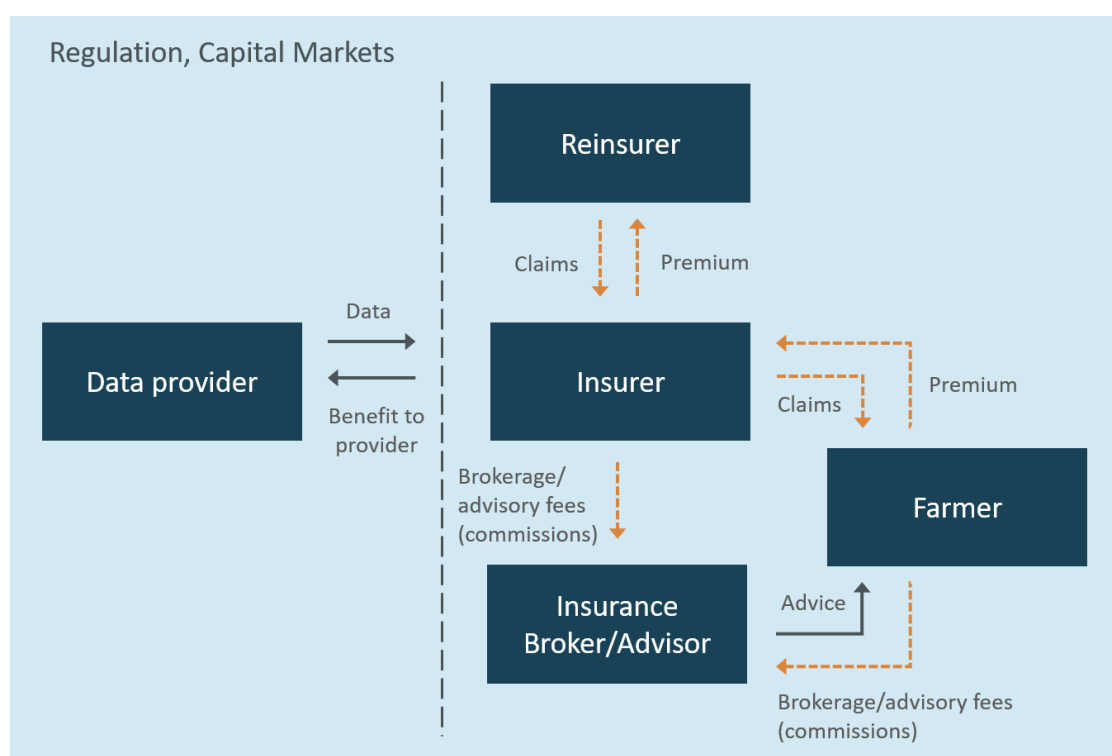 Regulation, Capital Markets
Reinsurer
Claims
Premium
Data
Data provider
Benefit to
provider
Insurer
Premium
Claims
Brokerage/
advisory fees
(commissions)
Farmer
Insurance
Broker/Advisor
Advice
Brokerage/advisory fees
(commissions)